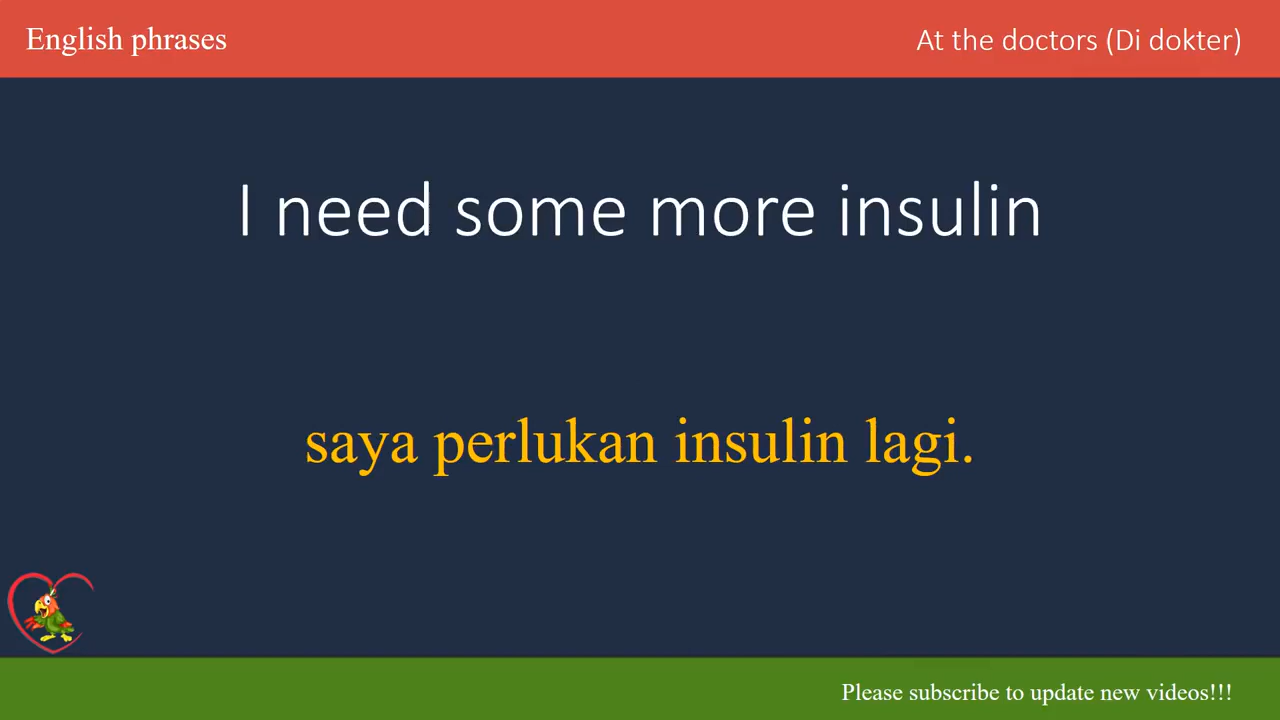 English phrases
At the doctors (Di dokter)
I need some more insulin
saya perlukan insulin lagi.
Please subscribe to update new videos!!!